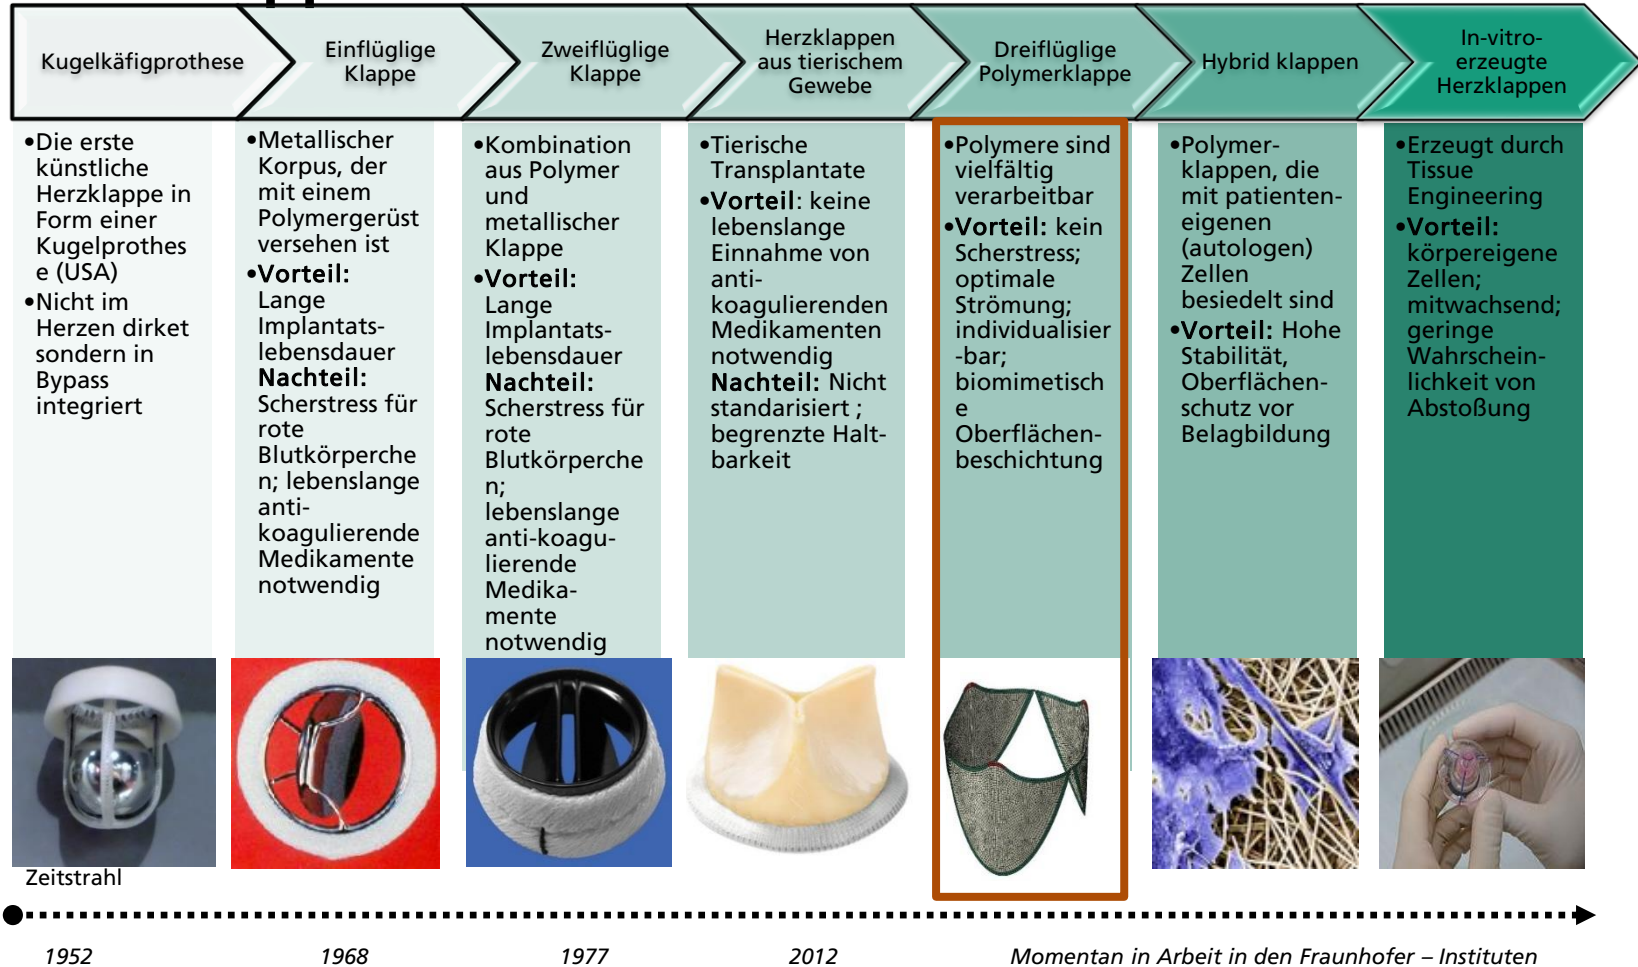 Kugelkäfigprothese
Einflüglige
Klappe
Zweiflüglige
Klappe
Herzklappen
aus tierischem
Gewebe
Dreiflüglige
Polymerklappe
Hybrid klappen
In-vitro-
erzeugte
Herzklappen
•Die erste
künstliche
Herzklappe in
Form einer
Kugelprothes
e (USA)
•Nicht im
Herzen dirket
sondern in
Bypass
integriert
•Metallischer
Korpus, der
mit einem
Polymergerüst
versehen ist
•Vorteil:
Lange
Implantats-
lebensdauer
Nachteil:
Scherstress für
rote
Blutkörperche
n; lebenslange
anti-
koagulierende
Medikamente
notwendig
•Kombination
aus Polymer
und
metallischer
Klappe
•Vorteil:
Lange
Implantats-
lebensdauer
Nachteil:
Scherstress für
rote
Blutkörperche
n;
lebenslange
anti-koagu-
lierende
Medika-
mente
notwendig
•Tierische
Transplantate
•Vorteil: keine
lebenslange
Einnahme von
anti-
koagulierenden
Medikamenten
notwendig
Nachteil: Nicht
standarisiert ;
begrenzte Halt-
barkeit
•Polymere sind
vielfältig
verarbeitbar
•Vorteil: kein
Scherstress;
optimale
Strömung;
individualisier
-bar;
biomimetisch
e
Oberflächen-
beschichtung
•Polymer-
klappen, die
mit patienten-
eigenen
(autologen)
Zellen
besiedelt sind
•Vorteil: Hohe
Stabilität,
Oberflächen-
schutz vor
Belagbildung
•Erzeugt durch
Tissue
Engineering
•Vorteil:
körpereigene
Zellen;
mitwachsend;
geringe
Wahrschein-
lichkeit von
Abstoßung
Zeitstrahl
1952
1968
1977
2012
Momentan in Arbeit in den Fraunhofer – Instituten